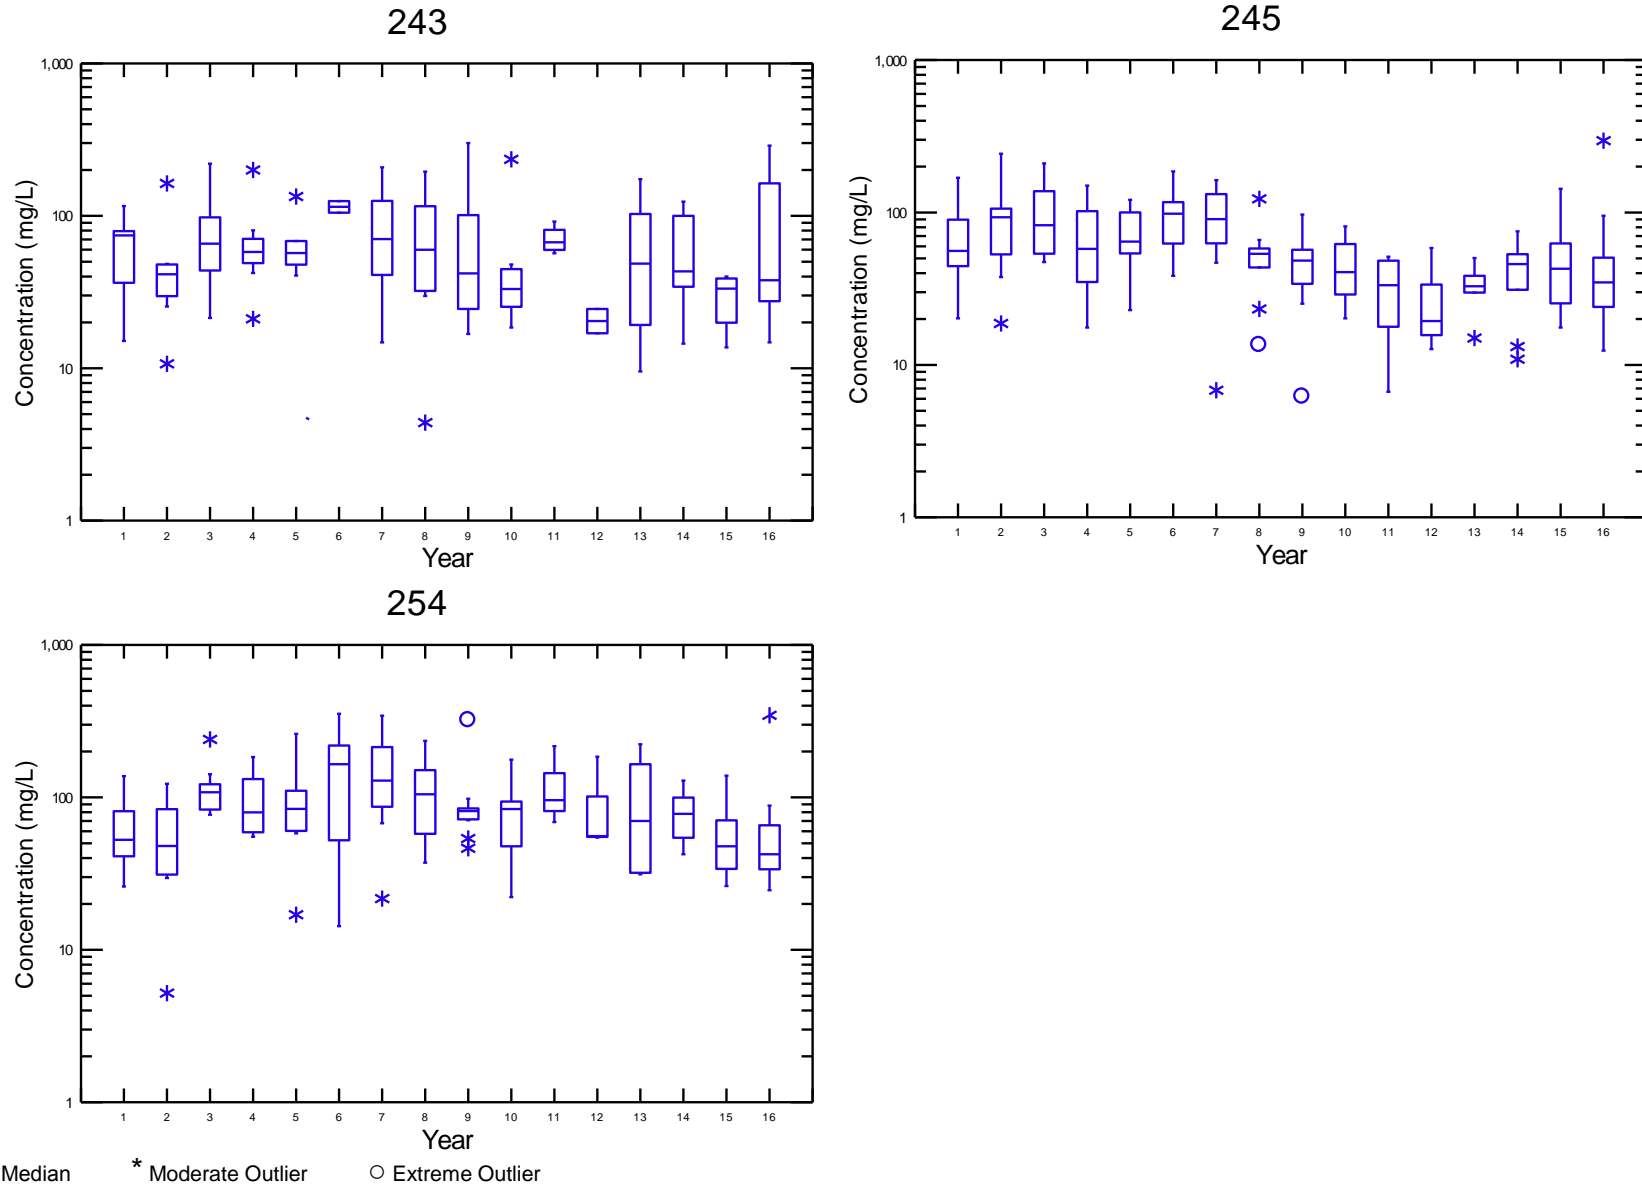 243
1,000
100
10
1
Concentration (mg/L)
1 2 3 4 5 6 7 8 9 10 11 12 13 14 15 16
Year
245
1,000
100
10
1
Concentration (mg/L)
1 2 3 4 5 6 7 8 9 10 11 12 13 14 15 16
Year
254
1,000
100
10
1
Concentration (mg/L)
1 2 3 4 5 6 7 8 9 10 11 12 13 14 15 16
Year
Median * Moderate Outlier ○ Extreme Outlier